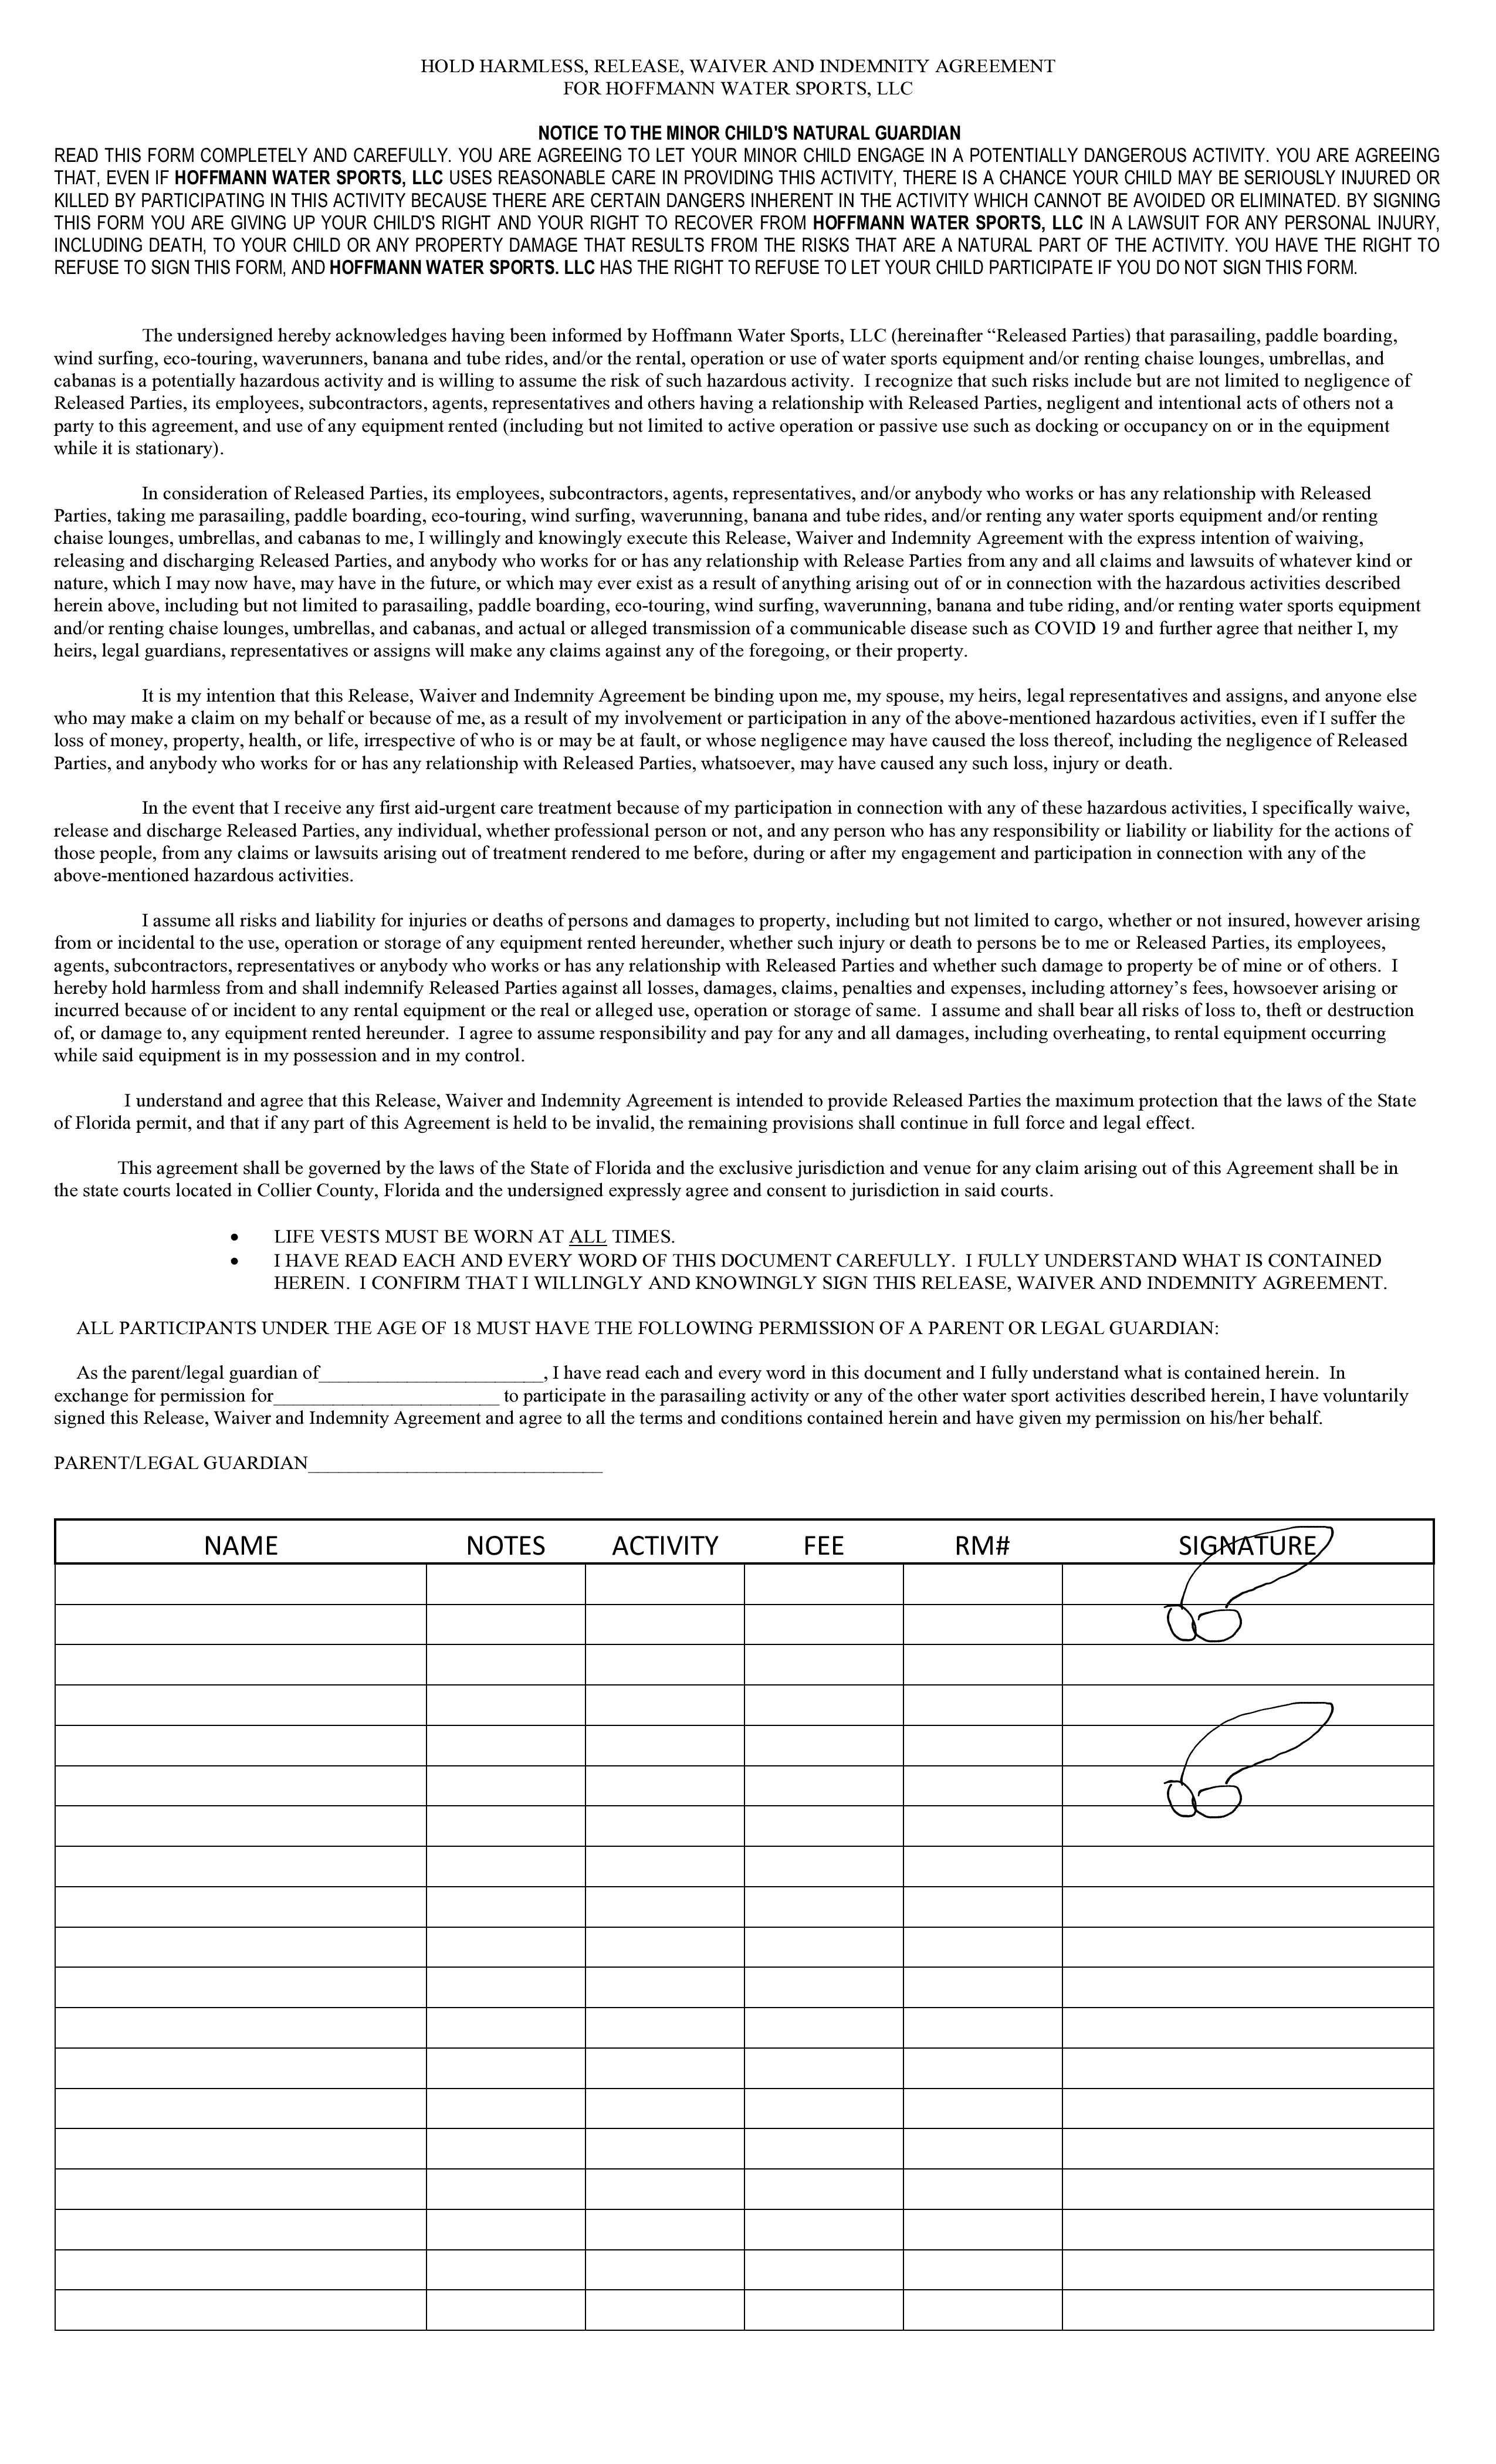 HOLD HARMLESS, RELEASE, WAIVER AND INDEMNITY AGREEMENT
FOR HOFFMANN WATER SPORTS, LLC
NOTICE TO THE MINOR CHILD'S NATURAL GUARDIAN
READ THIS FORM COMPLETELY AND CAREFULLY. YOU ARE AGREEING TO LET YOUR MINOR CHILD ENGAGE IN A POTENTIALLY DANGEROUS ACTIVITY. YOU ARE AGREEING
THAT, EVEN IF HOFFMANN WATER SPORTS, LLC USES REASONABLE CARE IN PROVIDING THIS ACTIVITY, THERE IS A CHANCE YOUR CHILD MAY BE SERIOUSLY INJURED OR
KILLED BY PARTICIPATING IN THIS ACTIVITY BECAUSE THERE ARE CERTAIN DANGERS INHERENT IN THE ACTIVITY WHICH CANNOT BE AVOIDED OR ELIMINATED. BY SIGNING
THIS FORM YOU ARE GIVING UP YOUR CHILD'S RIGHT AND YOUR RIGHT TO RECOVER FROM HOFFMANN WATER SPORTS, LLC IN A LAWSUIT FOR ANY PERSONAL INJURY,
INCLUDING DEATH, TO YOUR CHILD OR ANY PROPERTY DAMAGE THAT RESULTS FROM THE RISKS THAT ARE A NATURAL PART OF THE ACTIVITY. YOU HAVE THE RIGHT TO
REFUSE TO SIGN THIS FORM, AND HOFFMANN WATER SPORTS. LLC HAS THE RIGHT TO REFUSE TO LET YOUR CHILD PARTICIPATE IF YOU DO NOT SIGN THIS FORM.
The undersigned hereby acknowledges having been informed by Hoffmann Water Sports, LLC (hereinafter “Released Parties) that parasailing, paddle boarding,
wind surfing, eco-touring, waverunners, banana and tube rides, and/or the rental, operation or use of water sports equipment and/or renting chaise lounges, umbrellas, and
cabanas is a potentially hazardous activity and is willing to assume the risk of such hazardous activity.  I recognize that such risks include but are not limited to negligence of
Released Parties, its employees, subcontractors, agents, representatives and others having a relationship with Released Parties, negligent and intentional acts of others not a
party to this agreement, and use of any equipment rented (including but not limited to active operation or passive use such as docking or occupancy on or in the equipment
while it is stationary).
In consideration of Released Parties, its employees, subcontractors, agents, representatives, and/or anybody who works or has any relationship with Released
Parties, taking me parasailing, paddle boarding, eco-touring, wind surfing, waverunning, banana and tube rides, and/or renting any water sports equipment and/or renting
chaise lounges, umbrellas, and cabanas to me, I willingly and knowingly execute this Release, Waiver and Indemnity Agreement with the express intention of waiving,
releasing and discharging Released Parties, and anybody who works for or has any relationship with Release Parties from any and all claims and lawsuits of whatever kind or
nature, which I may now have, may have in the future, or which may ever exist as a result of anything arising out of or in connection with the hazardous activities described
herein above, including but not limited to parasailing, paddle boarding, eco-touring, wind surfing, waverunning, banana and tube riding, and/or renting water sports equipment
and/or renting chaise lounges, umbrellas, and cabanas, and actual or alleged transmission of a communicable disease such as COVID 19 and further agree that neither I, my
heirs, legal guardians, representatives or assigns will make any claims against any of the foregoing, or their property.
It is my intention that this Release, Waiver and Indemnity Agreement be binding upon me, my spouse, my heirs, legal representatives and assigns, and anyone else
who may make a claim on my behalf or because of me, as a result of my involvement or participation in any of the above-mentioned hazardous activities, even if I suffer the
loss of money, property, health, or life, irrespective of who is or may be at fault, or whose negligence may have caused the loss thereof, including the negligence of Released
Parties, and anybody who works for or has any relationship with Released Parties, whatsoever, may have caused any such loss, injury or death.
In the event that I receive any first aid-urgent care treatment because of my participation in connection with any of these hazardous activities, I specifically waive,
release and discharge Released Parties, any individual, whether professional person or not, and any person who has any responsibility or liability or liability for the actions of
those people, from any claims or lawsuits arising out of treatment rendered to me before, during or after my engagement and participation in connection with any of the
above-mentioned hazardous activities.
I assume all risks and liability for injuries or deaths of persons and damages to property, including but not limited to cargo, whether or not insured, however arising
from or incidental to the use, operation or storage of any equipment rented hereunder, whether such injury or death to persons be to me or Released Parties, its employees,
agents, subcontractors, representatives or anybody who works or has any relationship with Released Parties and whether such damage to property be of mine or of others.  I
hereby hold harmless from and shall indemnify Released Parties against all losses, damages, claims, penalties and expenses, including attorney’s fees, howsoever arising or
incurred because of or incident to any rental equipment or the real or alleged use, operation or storage of same.  I assume and shall bear all risks of loss to, theft or destruction
of, or damage to, any equipment rented hereunder.  I agree to assume responsibility and pay for any and all damages, including overheating, to rental equipment occurring
while said equipment is in my possession and in my control.
I understand and agree that this Release, Waiver and Indemnity Agreement is intended to provide Released Parties the maximum protection that the laws of the State
of Florida permit, and that if any part of this Agreement is held to be invalid, the remaining provisions shall continue in full force and legal effect.
This agreement shall be governed by the laws of the State of Florida and the exclusive jurisdiction and venue for any claim arising out of this Agreement shall be in
the state courts located in Collier County, Florida and the undersigned expressly agree and consent to jurisdiction in said courts.
• LIFE VESTS MUST BE WORN AT ALL TIMES.
• I HAVE READ EACH AND EVERY WORD OF THIS DOCUMENT CAREFULLY.  I FULLY UNDERSTAND WHAT IS CONTAINED
HEREIN.  I CONFIRM THAT I WILLINGLY AND KNOWINGLY SIGN THIS RELEASE, WAIVER AND INDEMNITY AGREEMENT.
ALL PARTICIPANTS UNDER THE AGE OF 18 MUST HAVE THE FOLLOWING PERMISSION OF A PARENT OR LEGAL GUARDIAN:
As the parent/legal guardian of_______________________, I have read each and every word in this document and I fully understand what is contained herein.  In
exchange for permission for_______________________ to participate in the parasailing activity or any of the other water sport activities described herein, I have voluntarily
signed this Release, Waiver and Indemnity Agreement and agree to all the terms and conditions contained herein and have given my permission on his/her behalf.
PARENT/LEGAL GUARDIAN______________________________
NAME NOTES ACTIVITY FEE RM# SIGNATURE